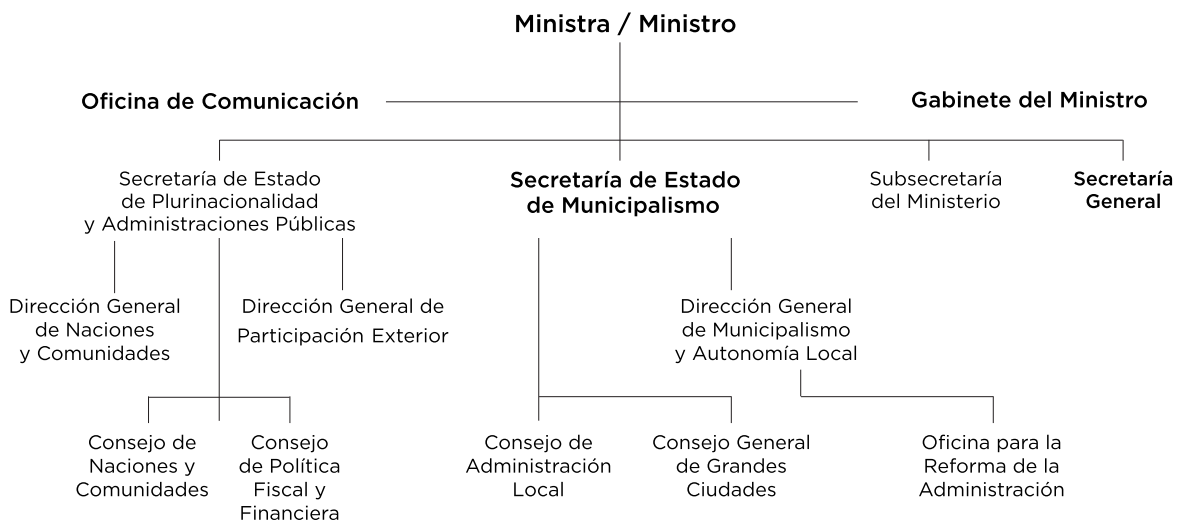 Ministra / Ministro
Oficina de Comunicación
Gabinete del Ministro
Secretaría de Estado
de Plurinacionalidad
y Administraciones Públicas
Secretaría de Estado
de Municipalismo
Subsecretaría
del Ministerio
Secretaría
General
Dirección General
de Naciones
y Comunidades
Dirección General de
Participación Exterior
Dirección General
de Municipalismo
y Autonomía Local
Consejo de
Naciones y
Comunidades
Consejo
de Política
Fiscal y
Financiera
Consejo de
Administración
Local
Consejo General
de Grandes
Ciudades
Oficina para la
Reforma de la
Administración